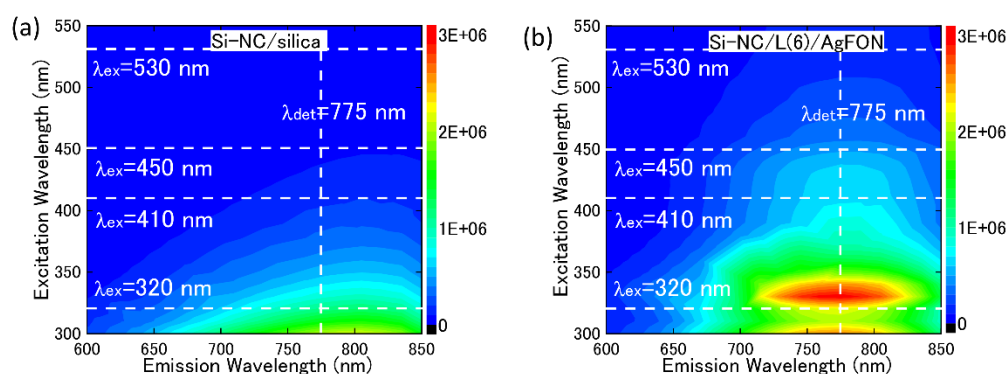 (a)
Si-NC/silica
λex=530 nm
λdet=775 nm
λex=450 nm
λex=410 nm
λex=320 nm
550
500
450
400
350
300
600
650
700
750
800
850
Excitation Wavelength (nm)
Emission Wavelength (nm)
3E+06
2E+06
1E+06
0
(b)
Si-NC/L(6)/AgFON
λex=530 nm
λdet=775 nm
λex=450 nm
λex=410 nm
λex=320 nm
550
500
450
400
350
300
600
650
700
750
800
850
Excitation Wavelength (nm)
Emission Wavelength (nm)
3E+06
2E+06
1E+06
0